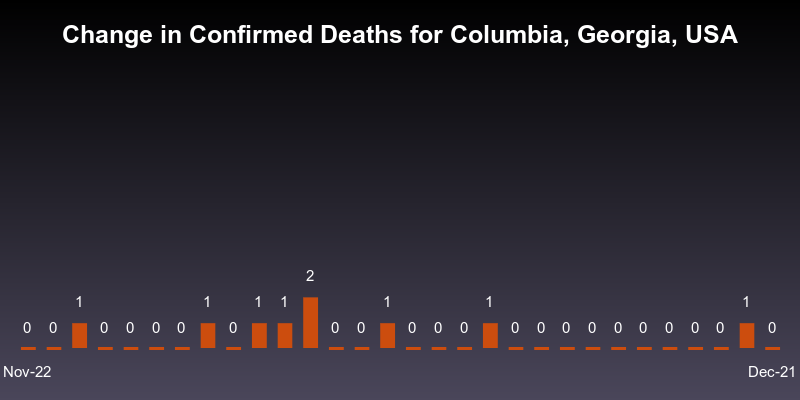 Change in Confirmed Deaths for Columbia, Georgia, USA
2
1 1 1 1 1 1 1
0 0 0 0 0 0 0 0 0 0 0 0 0 0 0 0 0 0 0 0 0 0
Nov-22 Dec-21